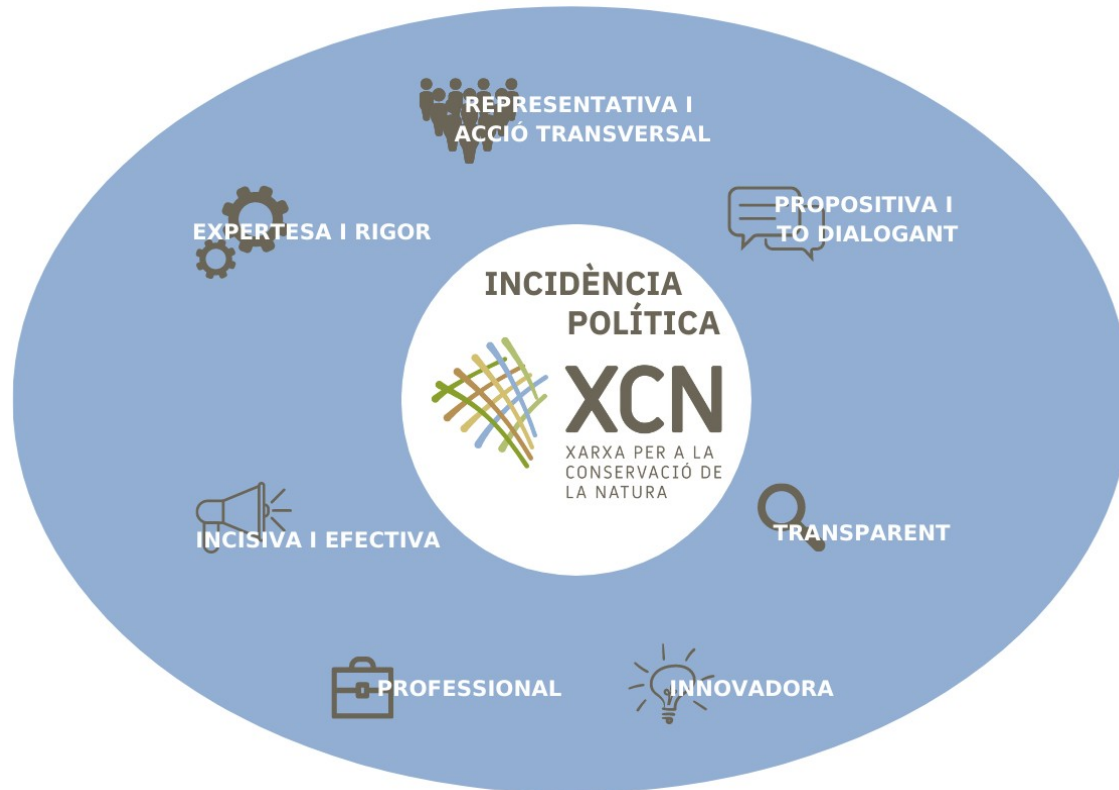 REPRESENTATIVA I
ACCIÓ TRANSVERSAL
EXPERTESA I RIGOR
PROPOSITIVA I
TO DIALOGANT
INCIDÈNCIA
POLÍTICA
XCN
XARXA PER A LA
CONSERVACIÓ DE
LA NATURA
INCISIVA I EFECTIVA
TRANSPARENT
PROFESSIONAL
INNOVADORA